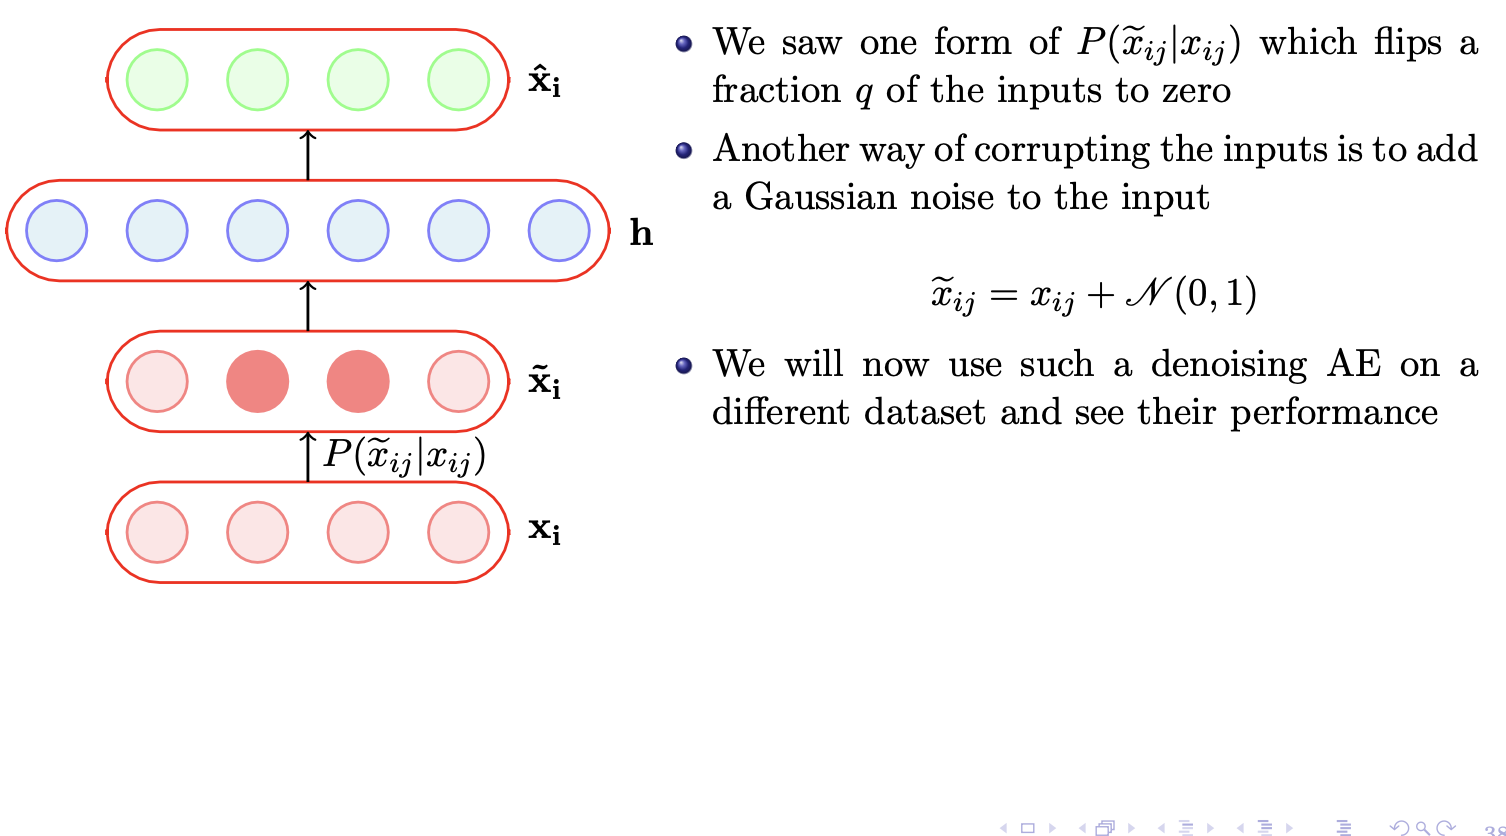 x̂ᵢ
h
x̃ᵢ
P(x̃ᵢⱼ|xᵢⱼ)
xᵢ
We saw one form of P(x̃ᵢⱼ|xᵢⱼ) which flips a
fraction q of the inputs to zero
Another way of corrupting the inputs is to add
a Gaussian noise to the input
x̃ᵢⱼ = xᵢⱼ + 𝒩(0, 1)
We will now use such a denoising AE on a
different dataset and see their performance